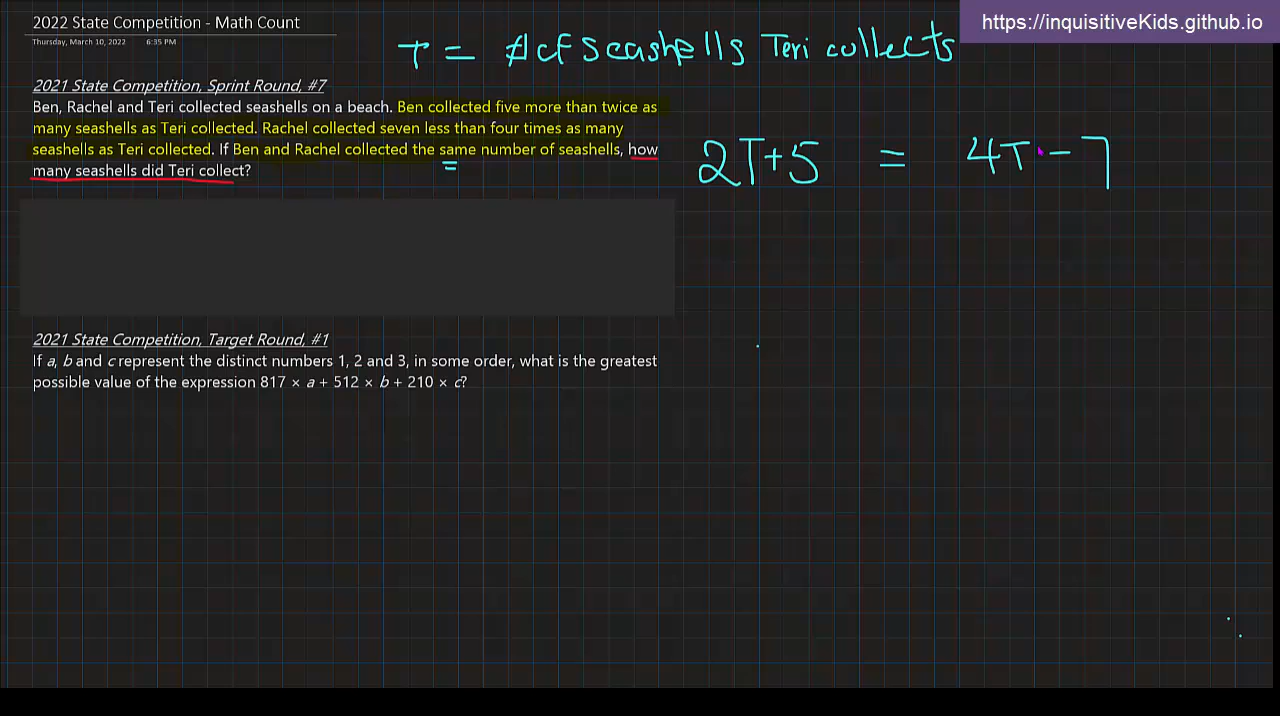 2022 State Competition - Math Count
https://inquisitiveKids.github.io
Thursday, March 10, 2022 6:35 PM
T = # of Seashells Teri collects
2021 State Competition, Sprint Round, #7
Ben, Rachel and Teri collected seashells on a beach. Ben collected five more than twice as
many seashells as Teri collected. Rachel collected seven less than four times as many
seashells as Teri collected. If Ben and Rachel collected the same number of seashells, how
many seashells did Teri collect?
=
2T+5 = 4T-7
2021 State Competition, Target Round, #1
If a, b and c represent the distinct numbers 1, 2 and 3, in some order, what is the greatest
possible value of the expression 817 × a + 512 × b + 210 × c?